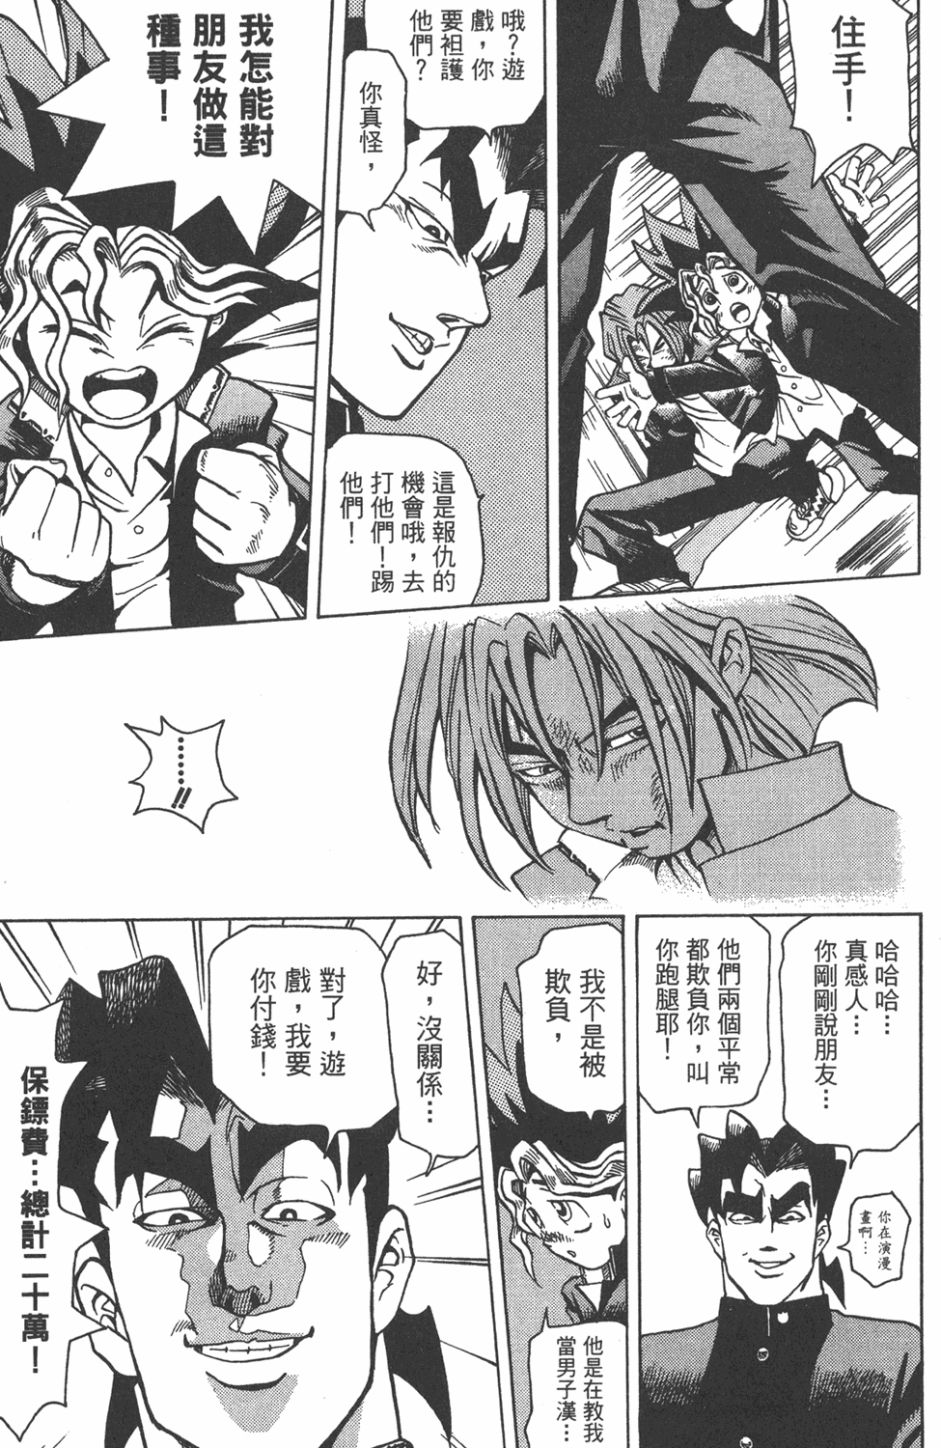 住手！
哦？遊
戲，你
要袒護
他們？
你真怪，
這是報仇的
機會哦，去
打他們！踢
他們！
我怎能對
朋友做這
種事！
……!!
哈哈哈…
真感人…
你剛剛說朋友…
他們兩個平常
都欺負你，叫
你跑腿耶！
你在演漫
畫啊…
我不是被
欺負，
他是在教我
當男子漢…
好，沒關係…
對了，遊
戲，我要
你付錢！
保鏢費…總計二十萬！